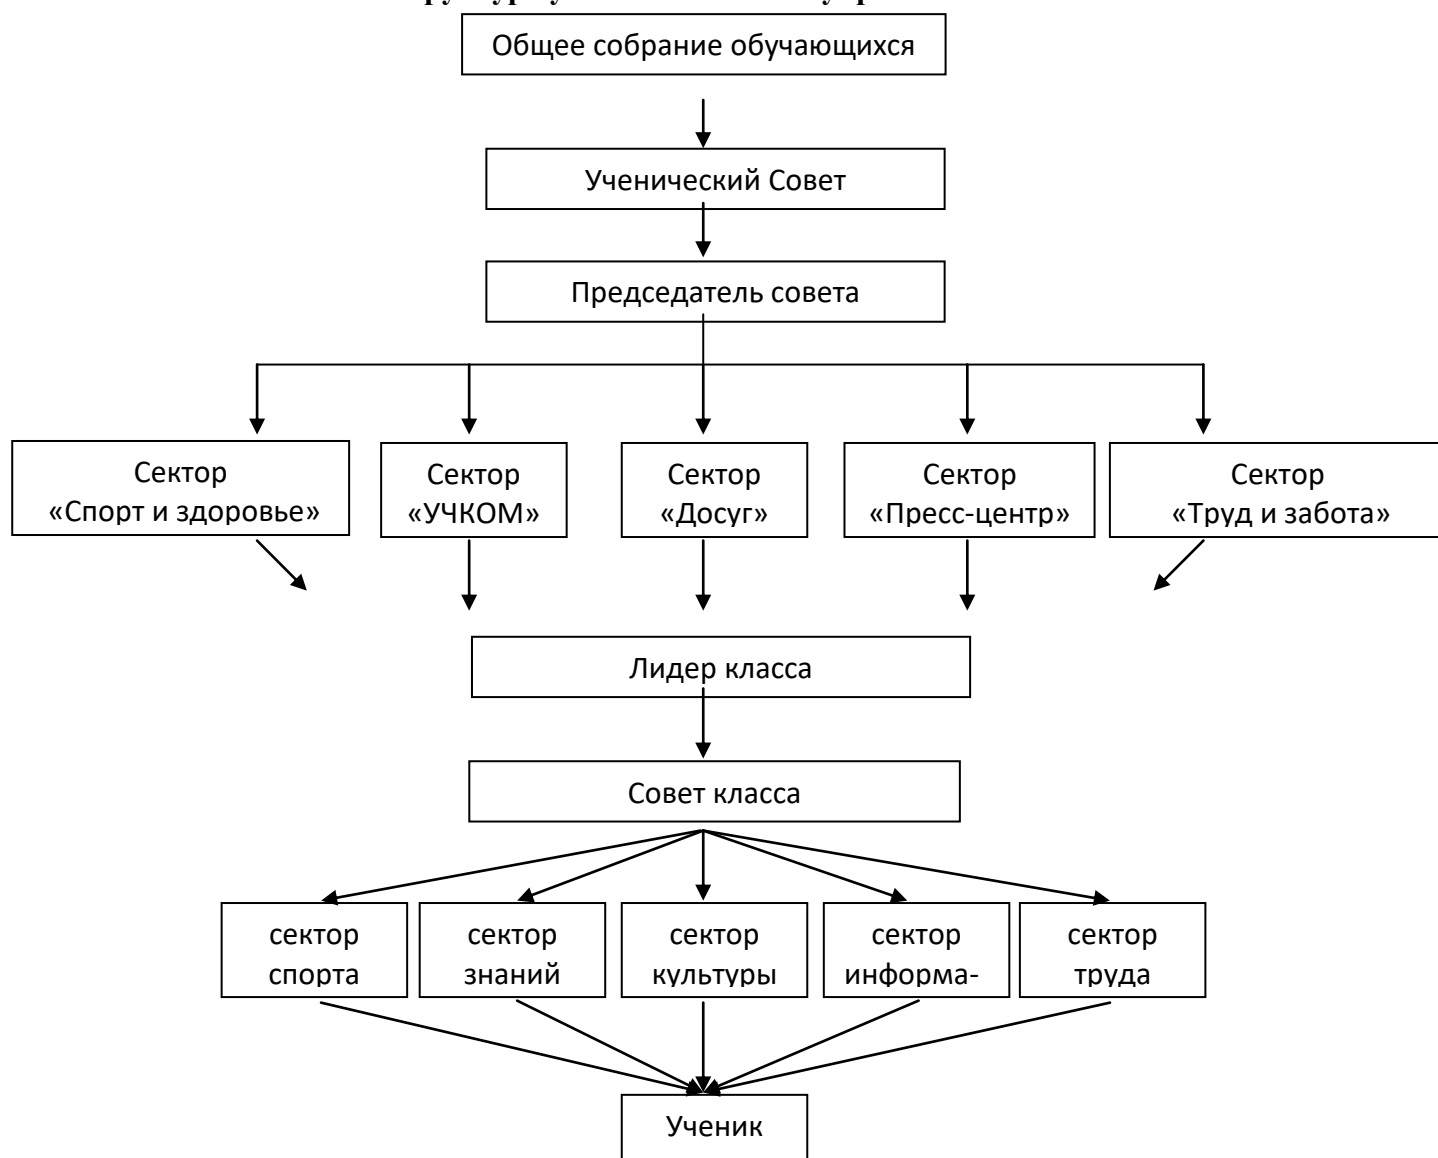 Общее собрание обучающихся
Ученический Совет
Председатель совета
Сектор
«Спорт и здоровье»
Сектор
«УЧКОМ»
Сектор
«Досуг»
Сектор
«Пресс-центр»
Сектор
«Труд и забота»
Лидер класса
Совет класса
сектор
спорта
сектор
знаний
сектор
культуры
сектор
информа-
сектор
труда
Ученик